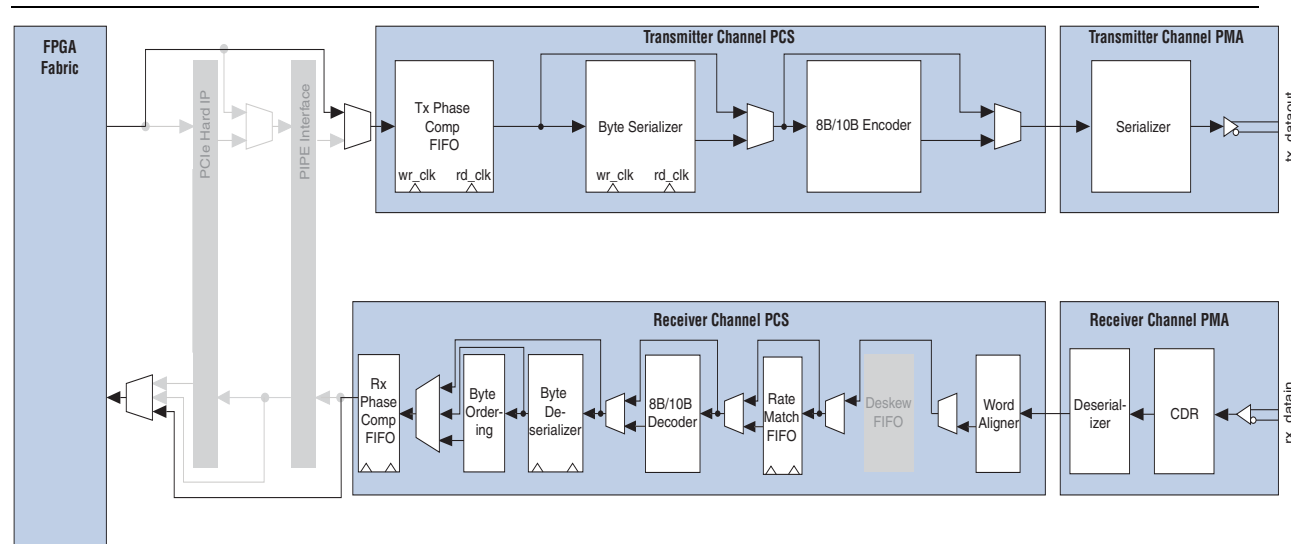 FPGA
Fabric
PCIe Hard IP
PIPE Interface
Transmitter Channel PCS
Tx Phase
Comp
FIFO
wr_clk
rd_clk
Byte Serializer
wr_clk
rd_clk
8B/10B Encoder
Transmitter Channel PMA
Serializer
tx_dataout
Receiver Channel PCS
Rx
Phase
Comp
FIFO
Byte
Order-
ing
Byte
De-
serializer
8B/10B
Decoder
Rate
Match
FIFO
Deskew
FIFO
Word
Aligner
Receiver Channel PMA
Deserial-
izer
CDR
rx_datain